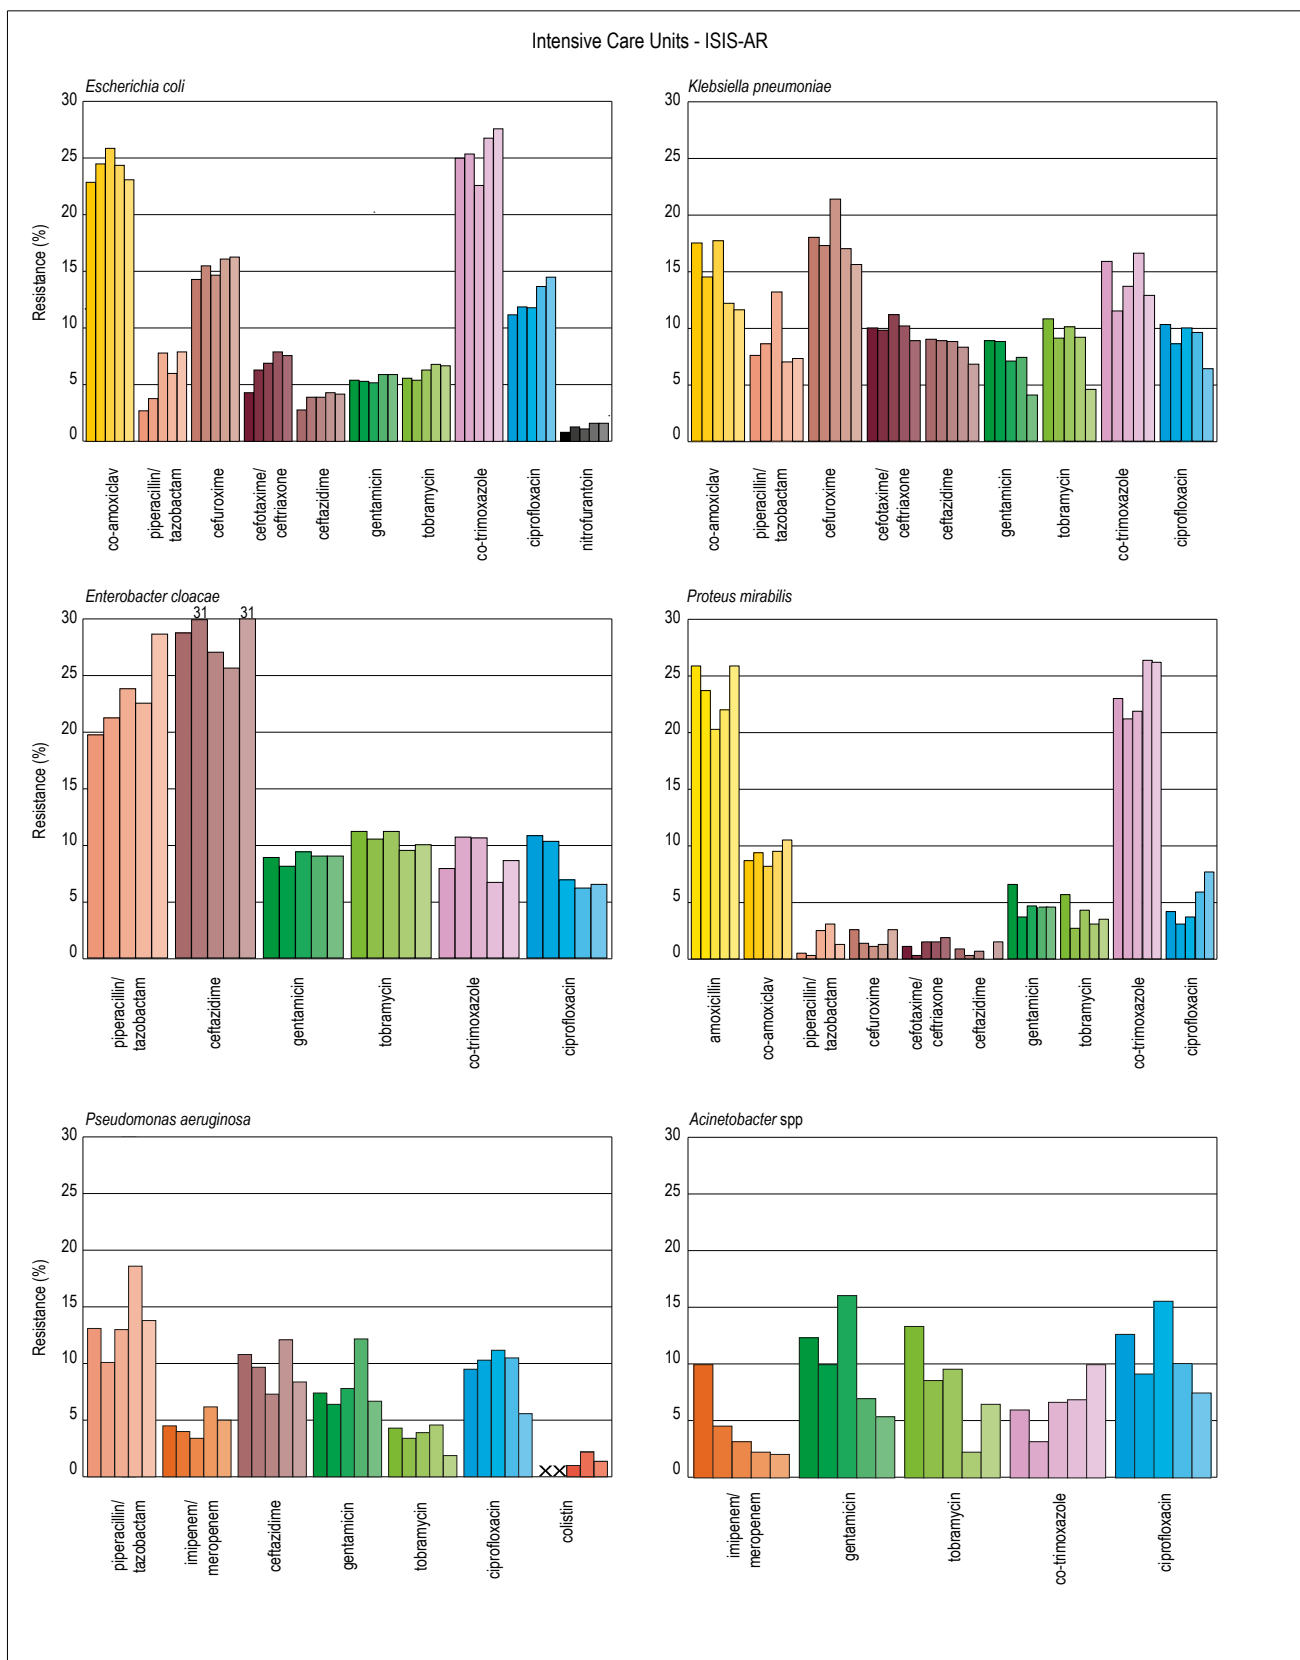 Intensive Care Units - ISIS-AR
Escherichia coli
30
25
20
15
10
5
0
Resistance (%)
co-amoxiclav
piperacillin/
tazobactam
cefuroxime
cefotaxime/
ceftriaxone
ceftazidime
gentamicin
tobramycin
co-trimoxazole
ciprofloxacin
nitrofurantoin
Klebsiella pneumoniae
30
25
20
15
10
5
0
co-amoxiclav
piperacillin/
tazobactam
cefuroxime
cefotaxime/
ceftriaxone
ceftazidime
gentamicin
tobramycin
co-trimoxazole
ciprofloxacin
Enterobacter cloacae
31
31
30
25
20
15
10
5
0
Resistance (%)
piperacillin/
tazobactam
ceftazidime
gentamicin
tobramycin
co-trimoxazole
ciprofloxacin
Proteus mirabilis
30
25
20
15
10
5
0
amoxicillin
co-amoxiclav
piperacillin/
tazobactam
cefuroxime
cefotaxime/
ceftriaxone
ceftazidime
gentamicin
tobramycin
co-trimoxazole
ciprofloxacin
Pseudomonas aeruginosa
30
25
20
15
10
5
0
Resistance (%)
piperacillin/
tazobactam
imipenem/
meropenem
ceftazidime
gentamicin
tobramycin
ciprofloxacin
colistin
Acinetobacter spp
30
25
20
15
10
5
0
imipenem/
meropenem
gentamicin
tobramycin
co-trimoxazole
ciprofloxacin